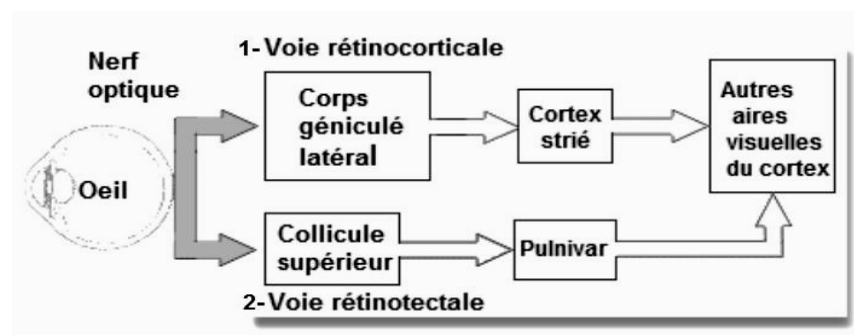 1- Voie rétinocorticale
Nerf
optique
Corps
géniculé
latéral
Cortex
strié
Autres
aires
visuelles
du cortex
Oeil
Collicule
supérieur
Pulnivar
2- Voie rétinotectale